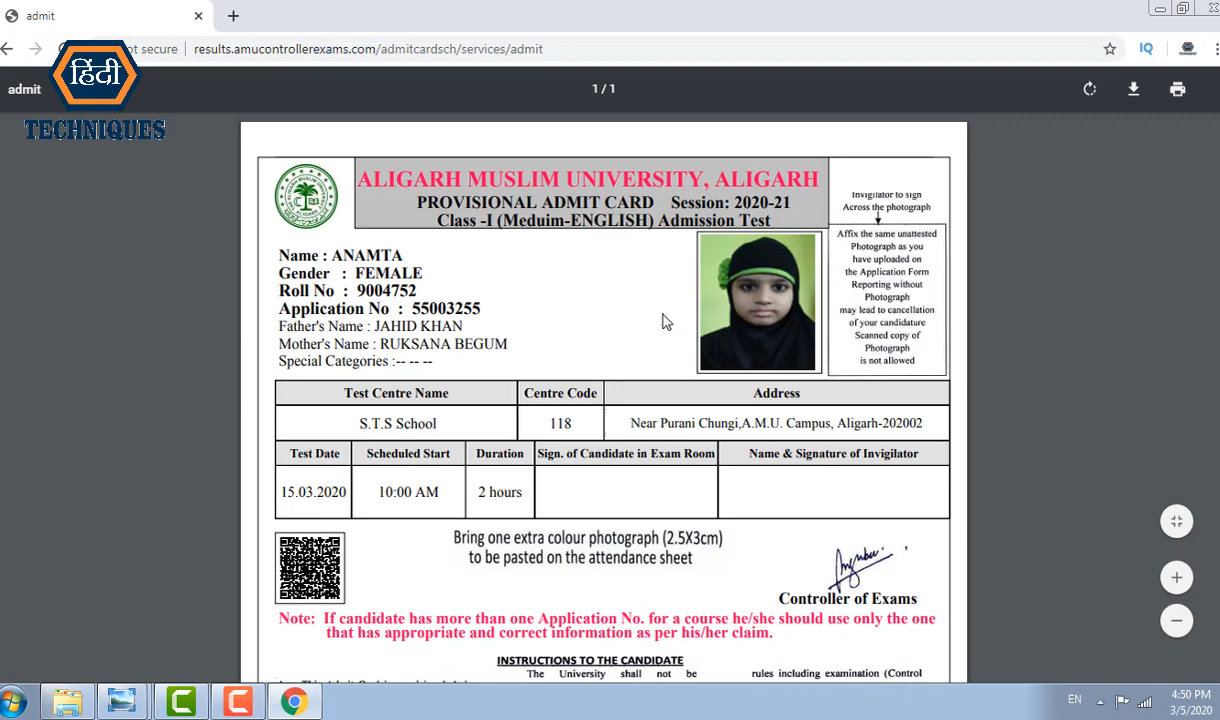 admit
not secure
results.amucontrollerexams.com/admitcardsch/services/admit
IQ
admit
1 / 1
हिंदी
TECHNIQUES
ALIGARH MUSLIM UNIVERSITY, ALIGARH
PROVISIONAL ADMIT CARD Session: 2020-21
Class -I (Meduim-ENGLISH) Admission Test
Invigilator to sign
Across the photograph
Affix the same unattested
Photograph as you
have uploaded on
the Application Form
Reporting without
Photograph
may lead to cancellation
of your candidature
Scanned copy of
Photograph
is not allowed
Name : ANAMTA
Gender : FEMALE
Roll No : 9004752
Application No : 55003255
Father's Name : JAHID KHAN
Mother's Name : RUKSANA BEGUM
Special Categories :-- -- --
Test Centre Name Centre Code Address
S.T.S School 118 Near Purani Chungi,A.M.U. Campus, Aligarh-202002
Test Date Scheduled Start Duration Sign. of Candidate in Exam Room Name & Signature of Invigilator
15.03.2020 10:00 AM 2 hours
Bring one extra colour photograph (2.5X3cm)
to be pasted on the attendance sheet
Controller of Exams
Note: If candidate has more than one Application No. for a course he/she should use only the one
that has appropriate and correct information as per his/her claim.
INSTRUCTIONS TO THE CANDIDATE
The University shall not be rules including examination (Control
EN
4:50 PM
3/5/2020